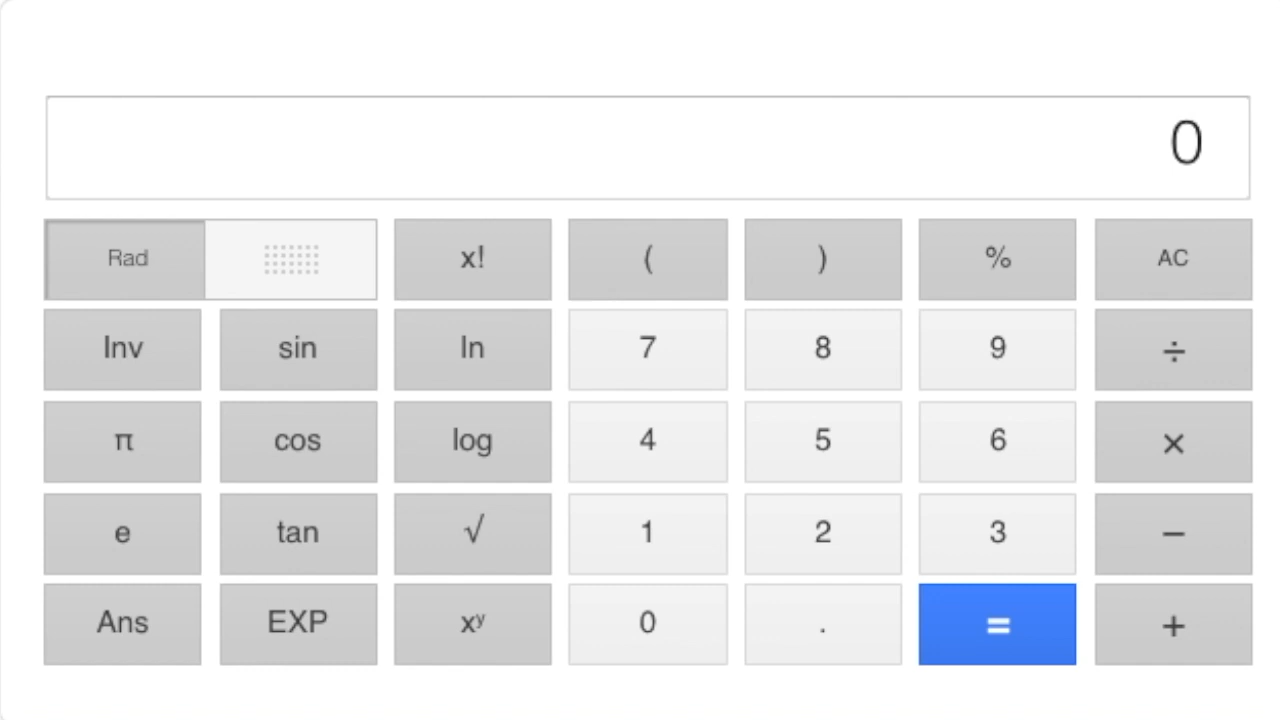 0
Rad x! ( ) % AC
Inv sin ln 7 8 9 ÷
π cos log 4 5 6 ×
e tan √ 1 2 3 −
Ans EXP xʸ 0 . = +